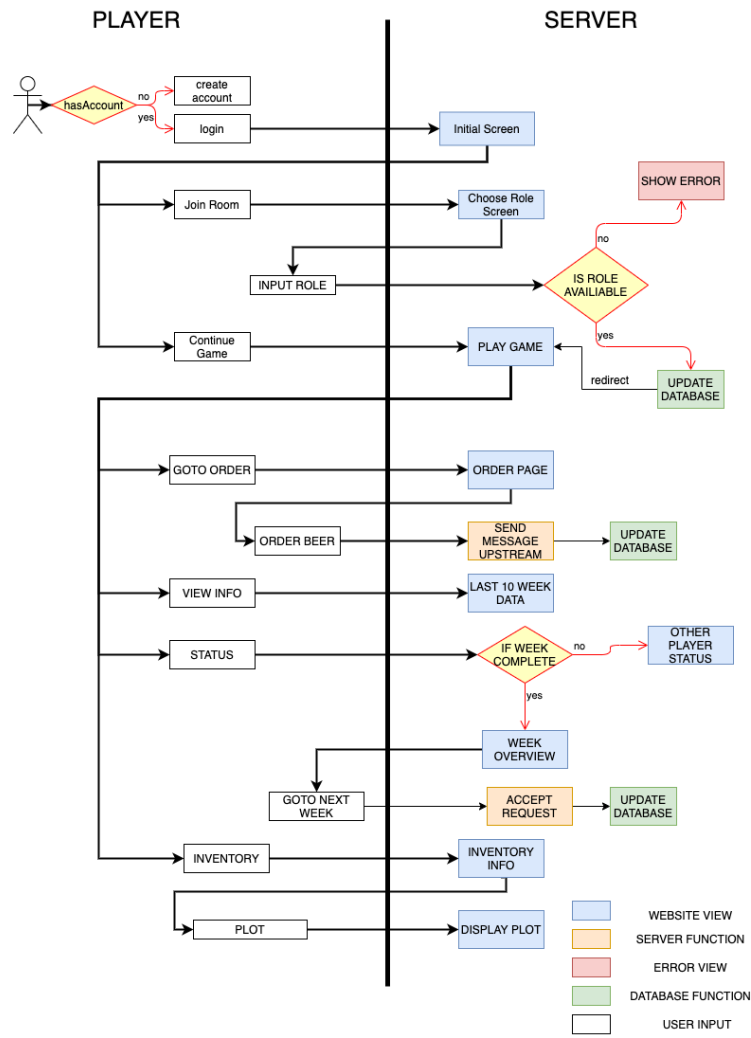 PLAYER
SERVER
hasAccount
no
yes
create
account
login
Initial Screen
SHOW ERROR
Join Room
Choose Role
Screen
no
INPUT ROLE
IS ROLE
AVAILIABLE
yes
Continue
Game
PLAY GAME
redirect
UPDATE
DATABASE
GOTO ORDER
ORDER PAGE
ORDER BEER
SEND
MESSAGE
UPSTREAM
UPDATE
DATABASE
VIEW INFO
LAST 10 WEEK
DATA
STATUS
IF WEEK
COMPLETE
no
OTHER
PLAYER
STATUS
yes
WEEK
OVERVIEW
GOTO NEXT
WEEK
ACCEPT
REQUEST
UPDATE
DATABASE
INVENTORY
INVENTORY
INFO
PLOT
DISPLAY PLOT
WEBSITE VIEW
SERVER FUNCTION
ERROR VIEW
DATABASE FUNCTION
USER INPUT